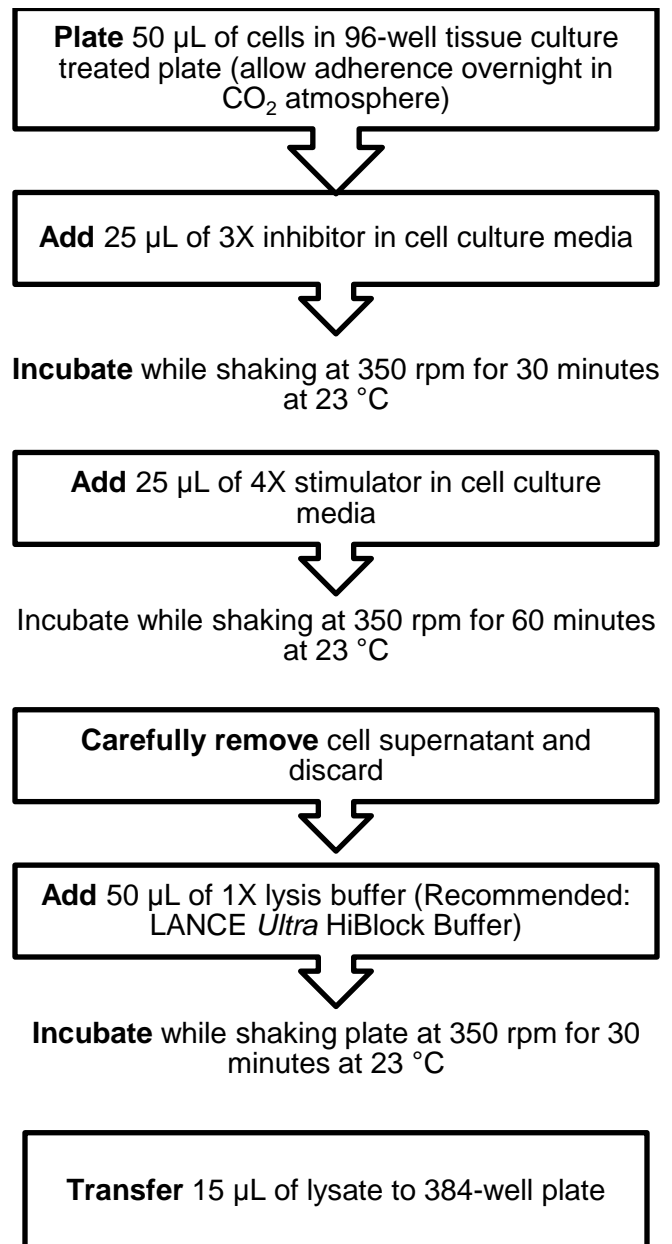 Plate 50 µL of cells in 96-well tissue culture
treated plate (allow adherence overnight in
CO₂ atmosphere)
Add 25 µL of 3X inhibitor in cell culture media
Incubate while shaking at 350 rpm for 30 minutes
at 23 °C
Add 25 µL of 4X stimulator in cell culture
media
Incubate while shaking at 350 rpm for 60 minutes
at 23 °C
Carefully remove cell supernatant and
discard
Add 50 µL of 1X lysis buffer (Recommended:
LANCE Ultra HiBlock Buffer)
Incubate while shaking plate at 350 rpm for 30
minutes at 23 °C
Transfer 15 µL of lysate to 384-well plate